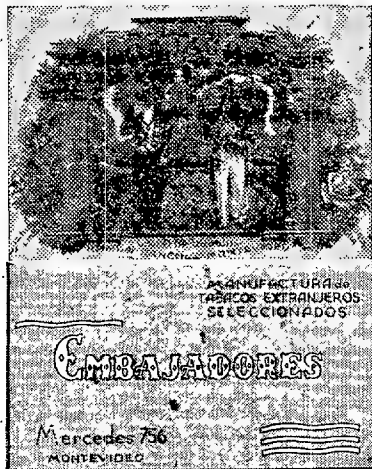 MANUFACTURA de
TABACOS EXTRANJEROS
SELECCIONADOS
EMBAJADORES
Mercedes 756
MONTEVIDEO